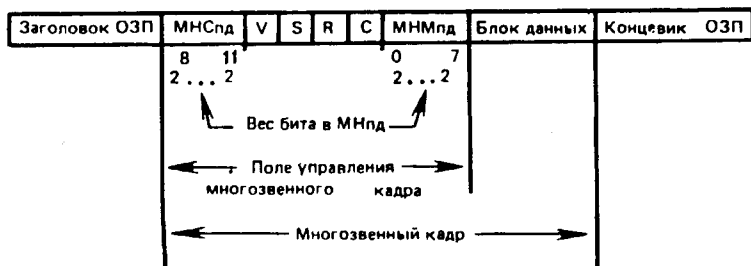 Заголовок ОЗП МНСпд V S R C МНМпд Блок данных Концевик ОЗП
8 11 0 7
2...2 2...2
Вес бита в МНпд
Поле управления
многозвенного кадра
Многозвенный кадр